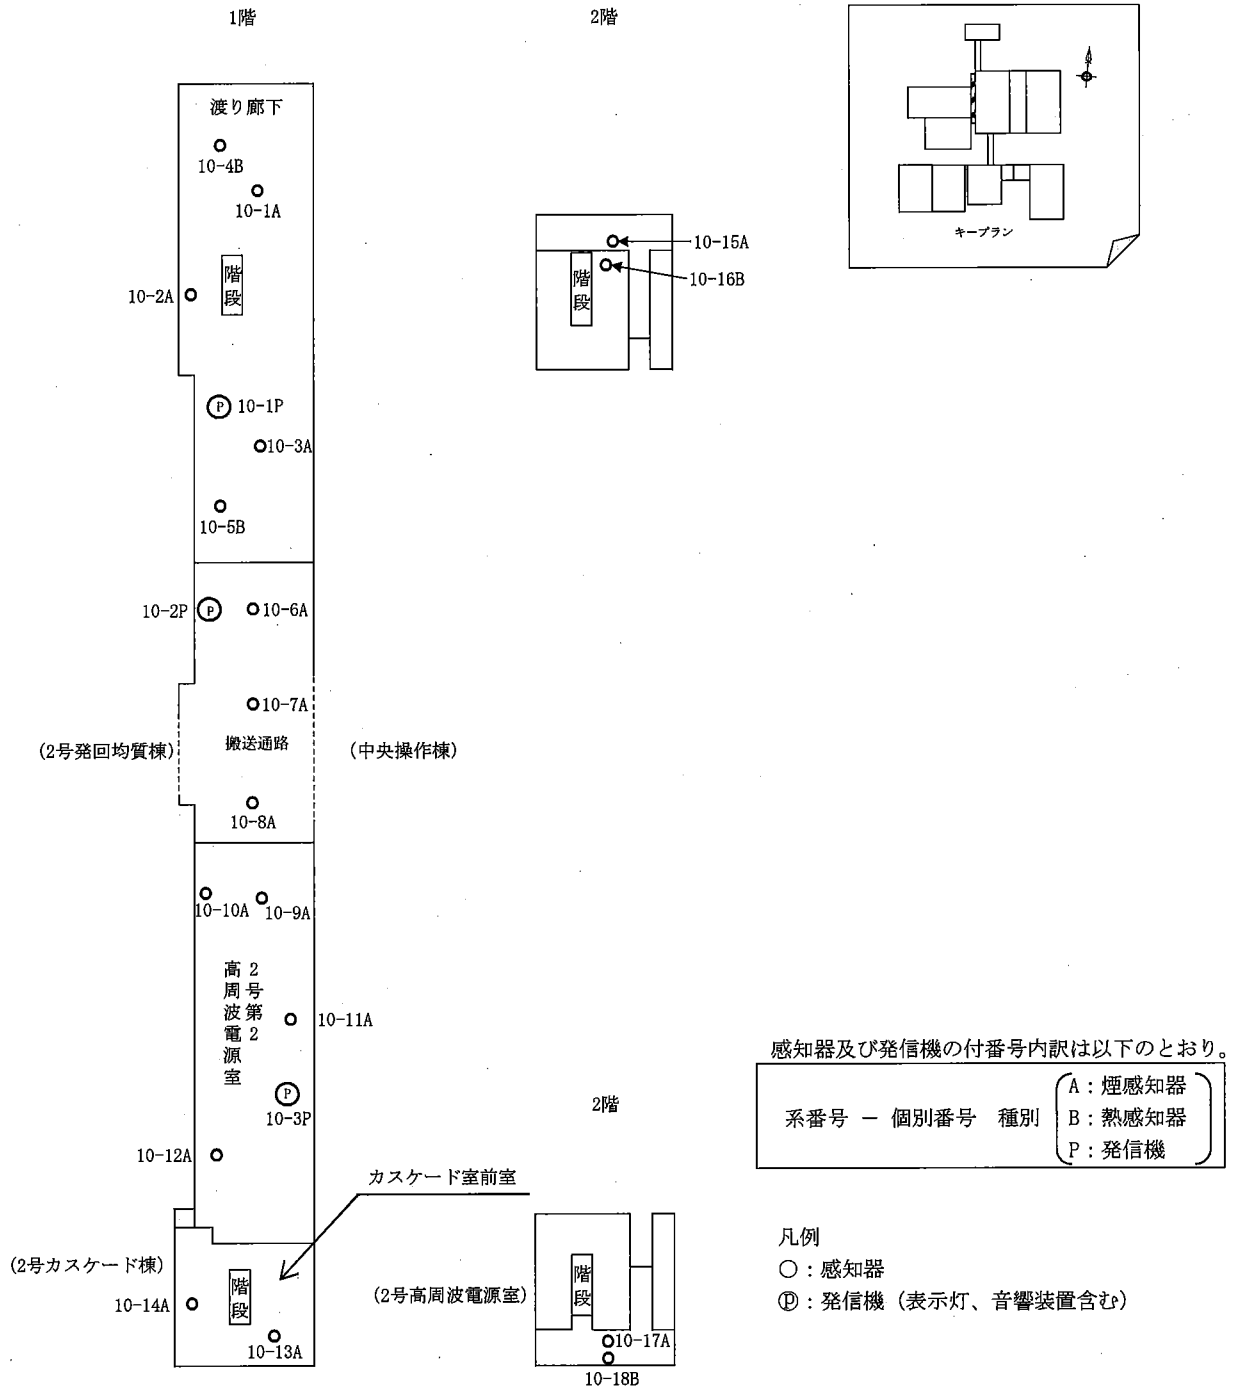 1階
2階
渡り廊下
10-4B
10-1A
階段
10-2A
10-1P
P
10-3A
10-5B
10-15A
10-16B
階段
キープラン
10-2P
P
10-6A
10-7A
(2号発回均質棟)
搬送通路
(中央操作棟)
10-8A
10-10A
10-9A
2号第2
高周波電源室
10-11A
P
10-3P
10-12A
カスケード室前室
(2号カスケード棟)
階段
10-14A
10-13A
2階
(2号高周波電源室)
階段
10-17A
10-18B
感知器及び発信機の付番号内訳は以下のとおり。
系番号 － 個別番号 種別
A：煙感知器
B：熱感知器
P：発信機
凡例
○：感知器
Ⓟ：発信機（表示灯、音響装置含む）